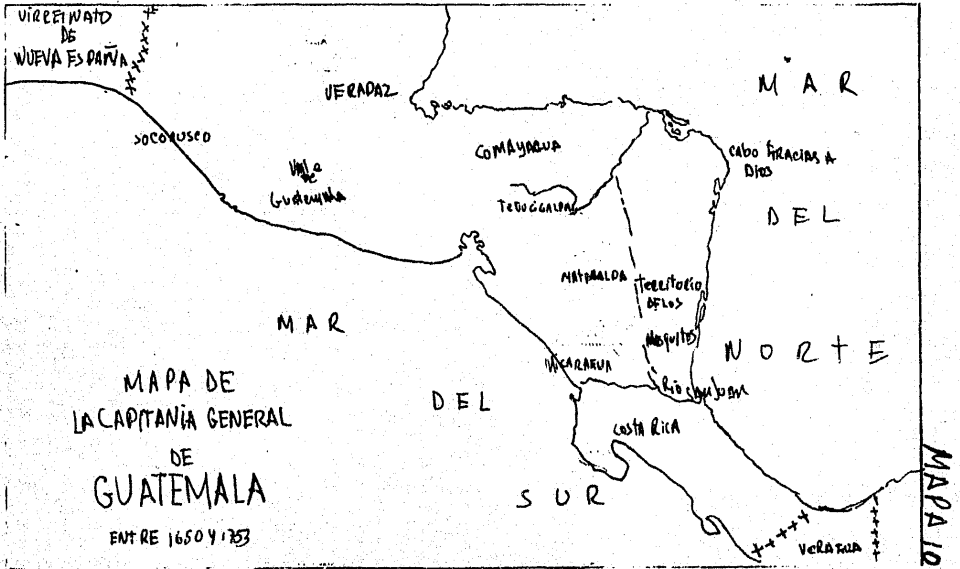 VIRREINATO
DE
NUEVA ESPAÑA
VERAPAZ
MAR
SOCONUSCO
COMAYAGUA
CABO GRACIAS A
DIOS
Valle
de
Guatemala
TEGUCIGALPA
DEL
MATAGALPA
Territorio
DE LOS
Mosquitos
MAR
NORTE
NICARAGUA
Río San Juan
MAPA DE
LA CAPITANÍA GENERAL
DE
GUATEMALA
ENTRE 1650 Y 1753
DEL
COSTA RICA
SUR
VERAGUA
MAPA 10